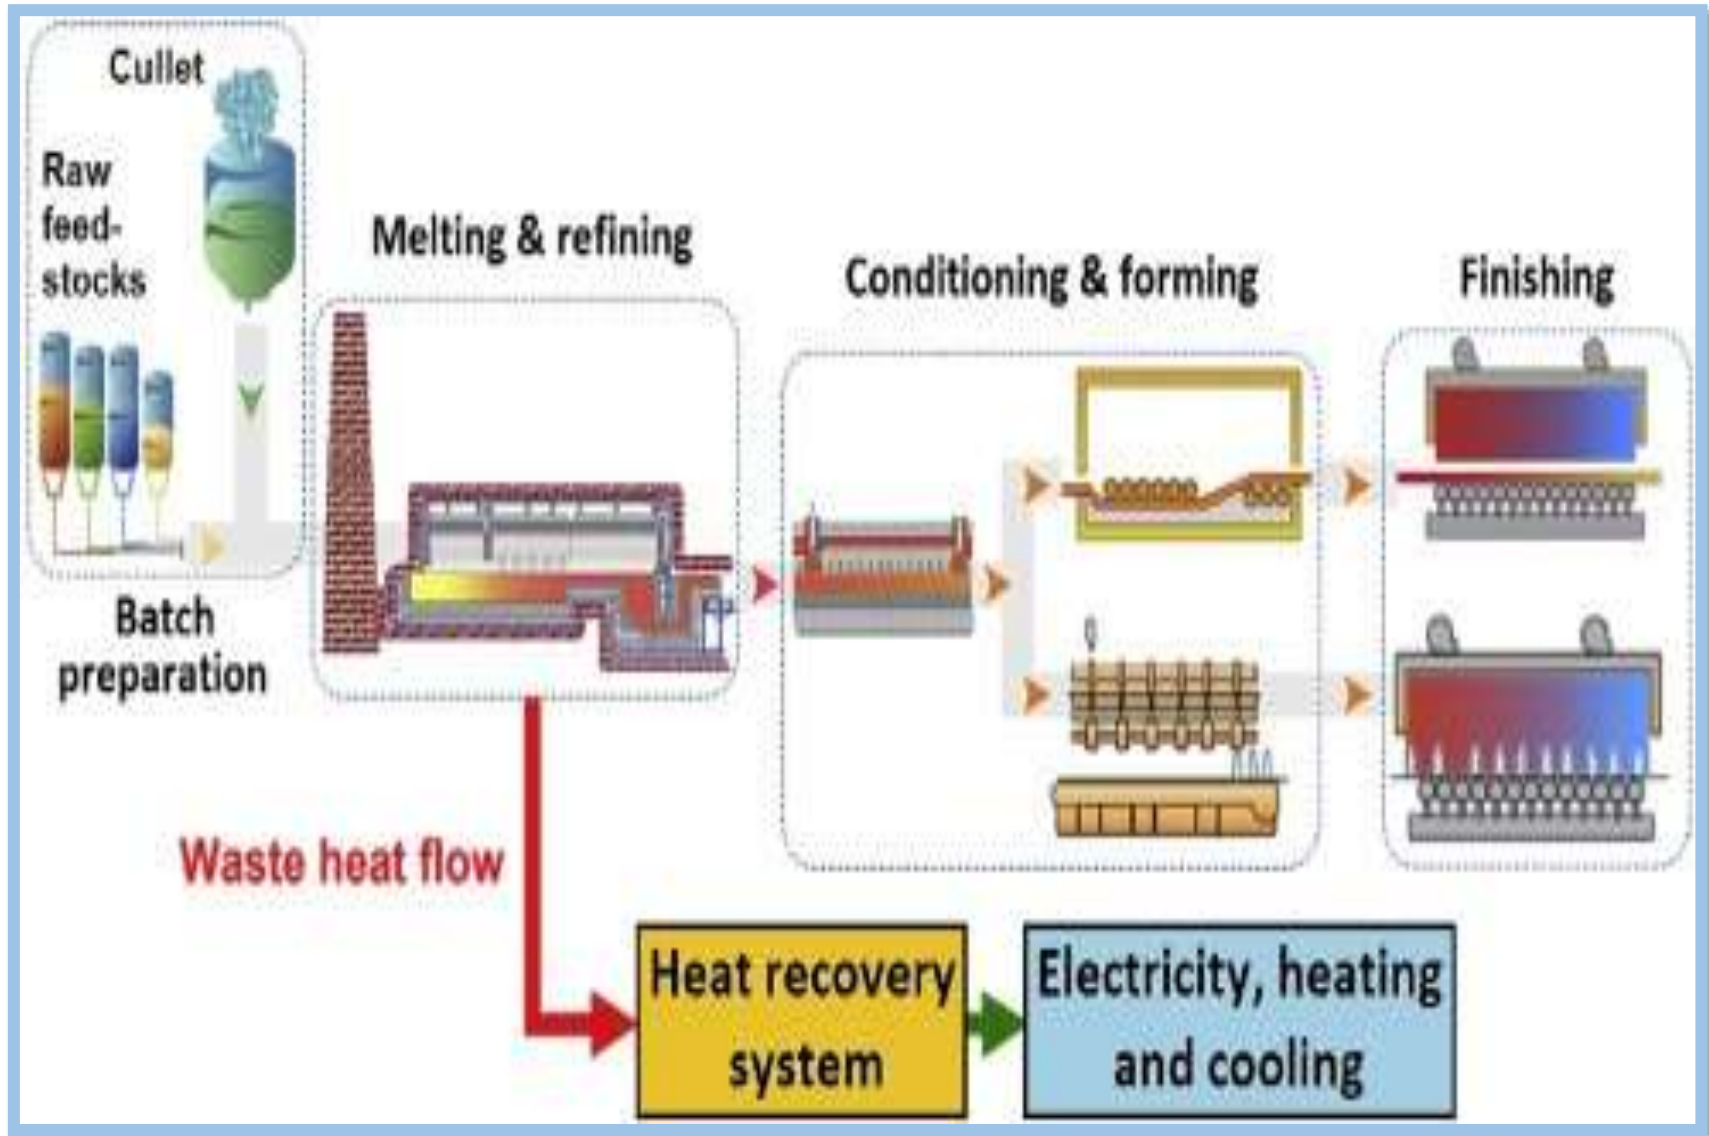 Cullet
Raw
feed-
stocks
Batch
preparation
Melting & refining
Conditioning & forming
Finishing
Waste heat flow
Heat recovery
system
Electricity, heating
and cooling